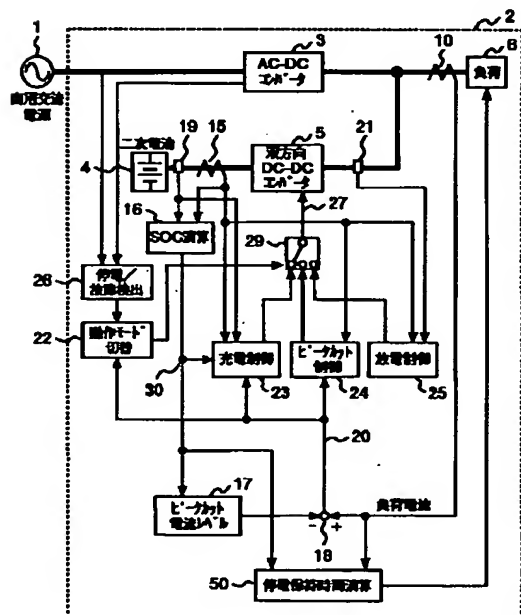 2
1
商用交流
電源
3
AC-DC
コンバータ
10
6
負荷
二次電池
4
19
15
5
双方向
DC-DC
コンバータ
21
16
SOC演算
27
29
26
停電/
故障検出
22
動作モード
切替
30
充電制御
23
ピークカット
制御
24
放電制御
25
20
17
ピークカット
電流レベル
- +
18
負荷電流
50
停電保持時間演算